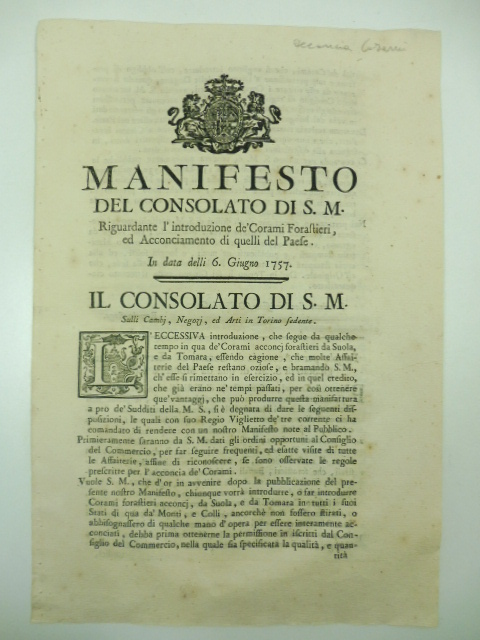 MANIFESTO
DEL CONSOLATO DI S. M.
Riguardante l' introduzione de' Corami Forastieri,
ed Acconciamento di quelli del Paese.
In data delli 6. Giugno 1757.
IL CONSOLATO DI S. M.
Sulli Cambj, Negozj, ed Arti in Torino sedente.
L'ECCESSIVA introduzione, che segue da qualche
tempo in qua de' Corami acconcj forastieri da Suola,
e da Tomara, essendo cagione, che molte Affai-
terie del Paese restano oziose, e bramando S. M.,
ch' esse si rimettano in esercizio, ed in quel credito,
che già erano ne' tempi passati, per così ottenere
que' vantaggj, che può produrre questa manifattura
a pro de' Sudditi della M. S., si è degnata di dare le seguenti dis-
posizioni, le quali con suo Regio Viglietto de' tre corrente ci ha
comandato di rendere con un nostro Manifesto note al Pubblico.
Primieramente saranno da S. M. dati gli ordini opportuni al Consiglio
del Commercio, per far seguire frequenti, ed esatte visite di tutte
le Affaiterie, affine di riconoscere, se sono osservate le regole
prescritte per l' acconcia de' Corami.
Vuole S. M., che d' or in avvenire dopo la pubblicazione del pre-
sente nostro Manifesto, chiunque vorrà introdurre, o far introdurre
Corami forastieri acconcj, da Suola, e da Tomara in tutti i suoi
Stati di qua da' Monti, e Colli, ancorchè non fossero stirati, o
abbisognassero di qualche mano d' opera per essere interamente ac-
conciati, debba prima ottenerne la permissione in iscritti dal Con-
siglio del Commercio, nella quale sia specificata la qualità, e quan-
tità